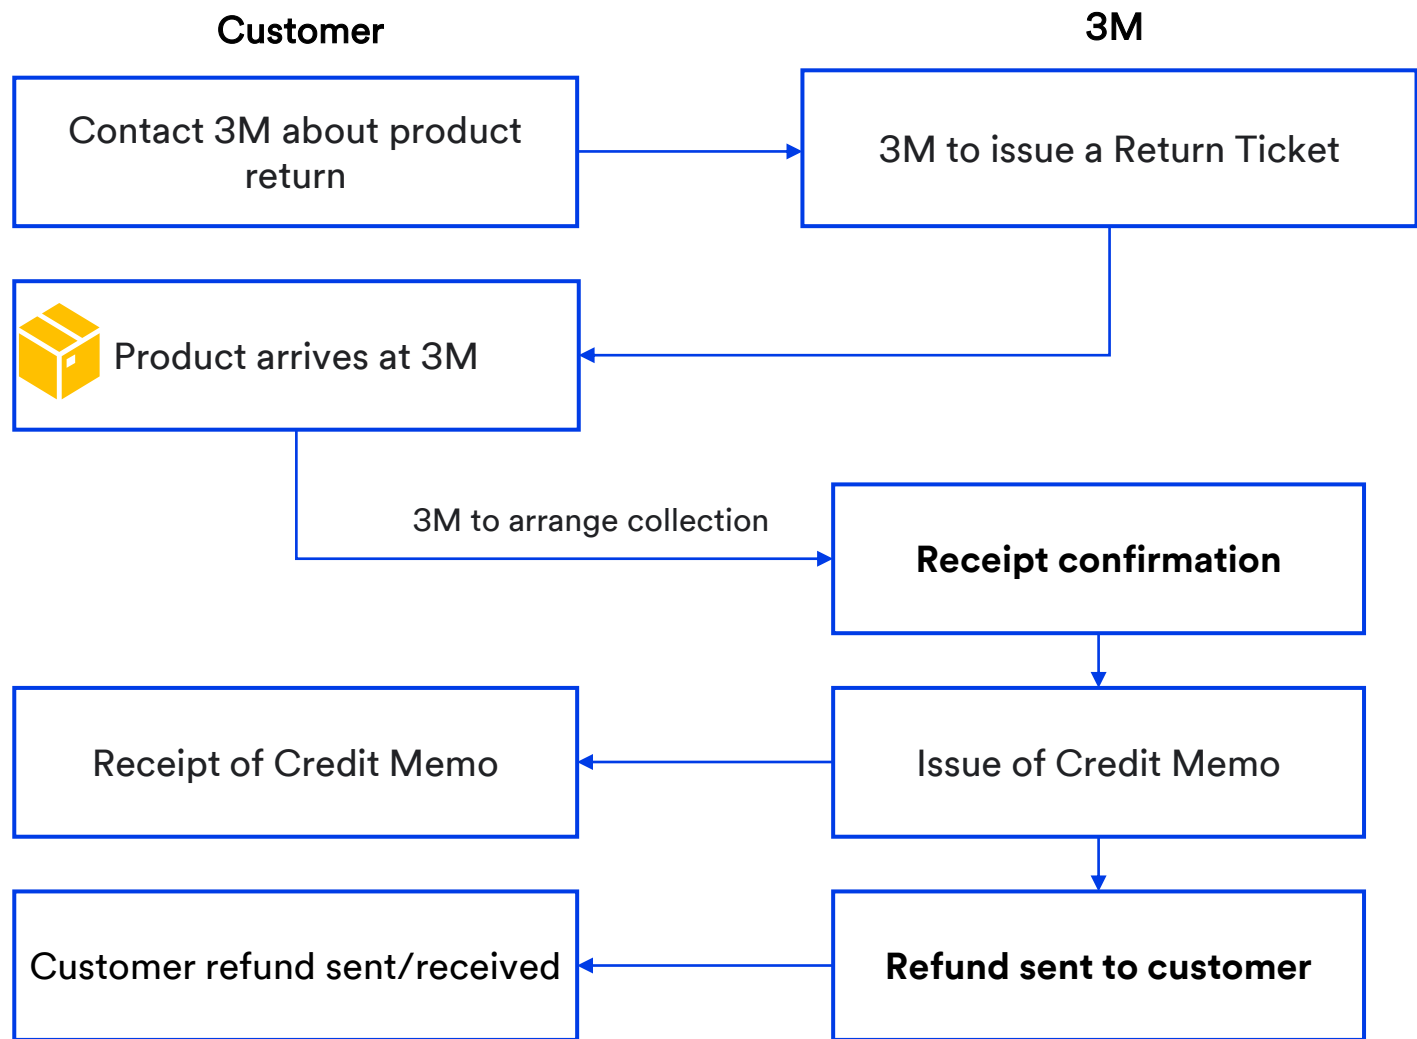 Customer
3M
Contact 3M about product
return
3M to issue a Return Ticket
Product arrives at 3M
3M to arrange collection
Receipt confirmation
Receipt of Credit Memo
Issue of Credit Memo
Customer refund sent/received
Refund sent to customer